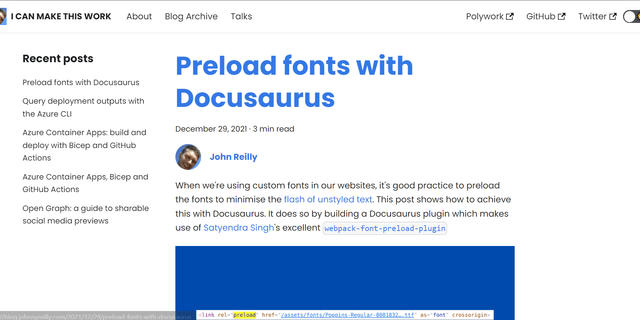 I CAN MAKE THIS WORK About Blog Archive Talks Polywork GitHub Twitter
Recent posts
Preload fonts with Docusaurus
Query deployment outputs with
the Azure CLI
Azure Container Apps: build and
deploy with Bicep and GitHub
Actions
Azure Container Apps, Bicep and
GitHub Actions
Open Graph: a guide to sharable
social media previews
Preload fonts with
Docusaurus
December 29, 2021 · 3 min read
John Reilly
When we're using custom fonts in our websites, it's good practice to preload
the fonts to minimise the flash of unstyled text. This post shows how to achieve
this with Docusaurus. It does so by building a Docusaurus plugin which makes
use of Satyendra Singh's excellent webpack-font-preload-plugin
<link rel="preload" href="/assets/fonts/Poppins-Regular-8081832….ttf" as="font" crossorigin=